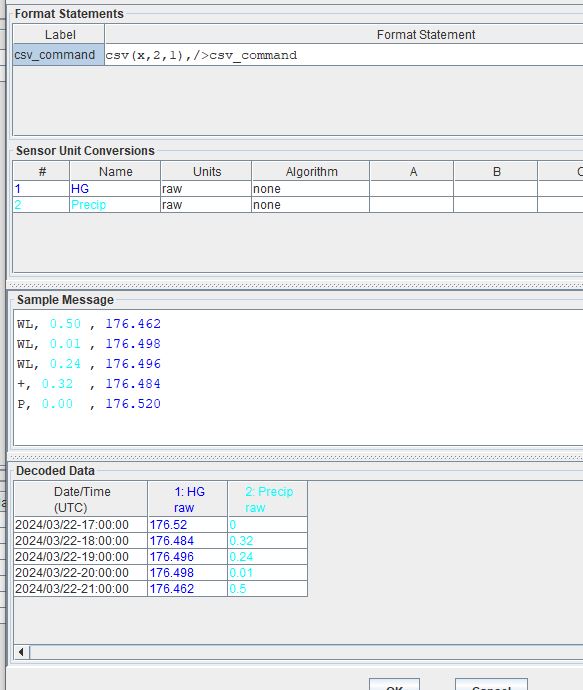 Format Statements
Label Format Statement
csv_command csv(x,2,1),/>csv_command
Sensor Unit Conversions
# Name Units Algorithm A B C
1 HG raw none
2 Precip raw none
Sample Message
WL, 0.50 , 176.462
WL, 0.01 , 176.498
WL, 0.24 , 176.496
+, 0.32 , 176.484
P, 0.00 , 176.520
Decoded Data
Date/Time 1: HG 2: Precip
(UTC) raw raw
2024/03/22-17:00:00 176.52 0
2024/03/22-18:00:00 176.484 0.32
2024/03/22-19:00:00 176.496 0.24
2024/03/22-20:00:00 176.498 0.01
2024/03/22-21:00:00 176.462 0.5
OK Cancel